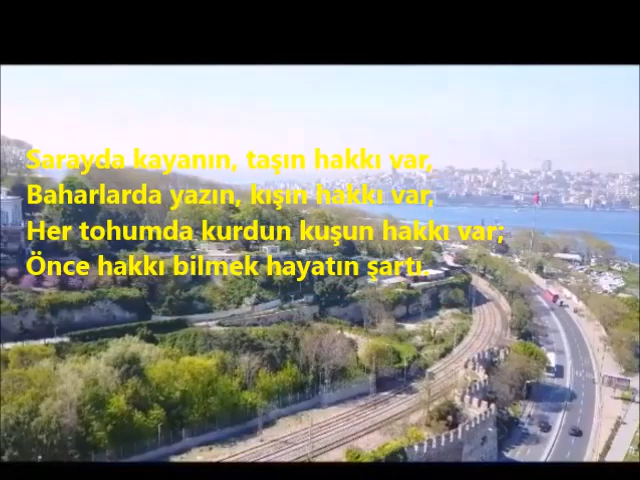 Sarayda kayanın, taşın hakkı var,
Baharlarda yazın, kışın hakkı var,
Her tohumda kurdun kuşun hakkı var;
Önce hakkı bilmek hayatın şartı.